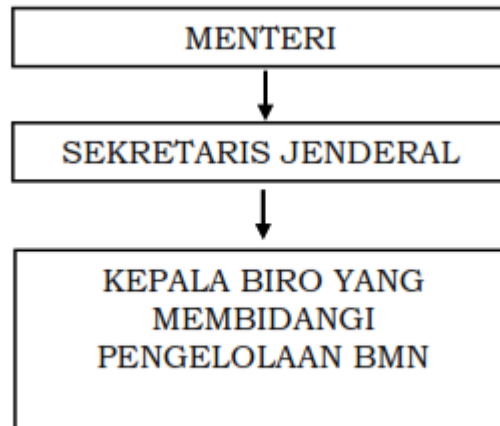 MENTERI
SEKRETARIS JENDERAL
KEPALA BIRO YANG
MEMBIDANGI
PENGELOLAAN BMN